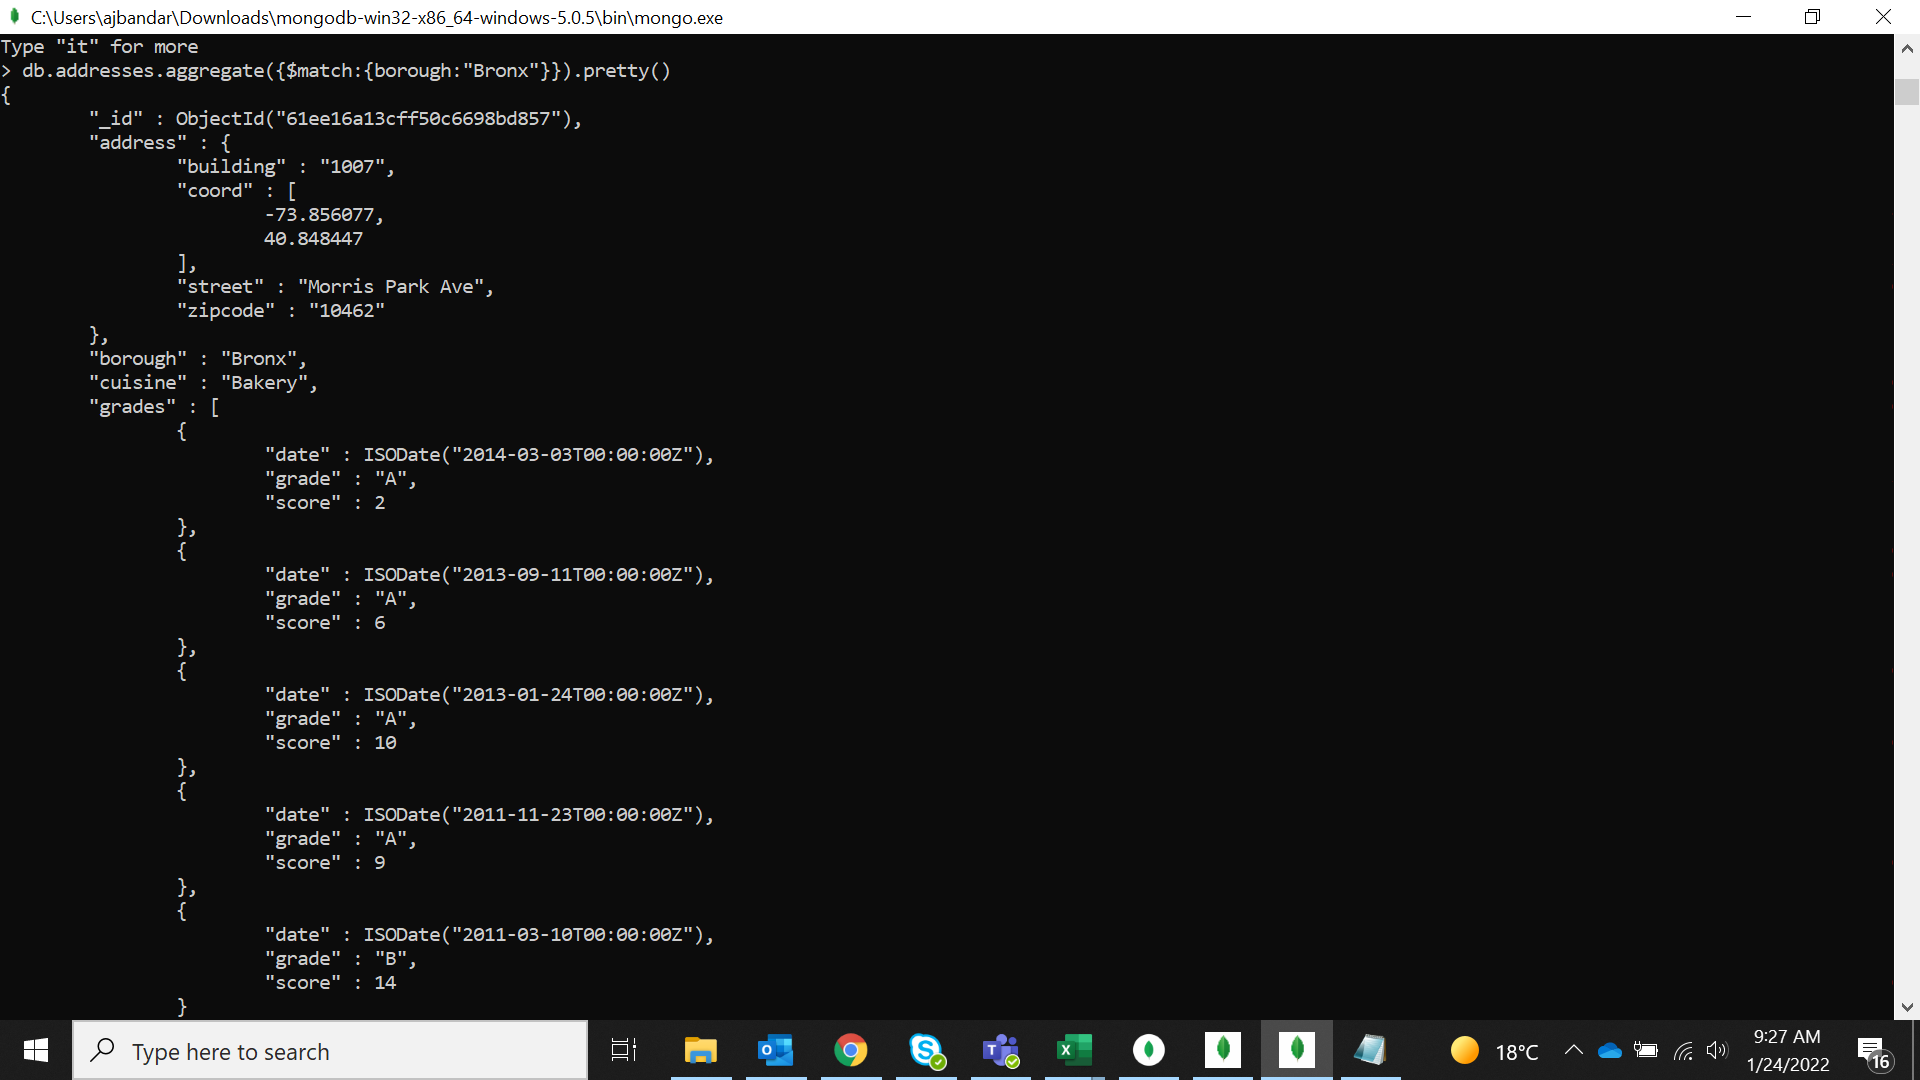 C:\Users\ajbandar\Downloads\mongodb-win32-x86_64-windows-5.0.5\bin\mongo.exe
Type "it" for more
> db.addresses.aggregate({$match:{borough:"Bronx"}}).pretty()
{
"_id" : ObjectId("61ee16a13cff50c6698bd857"),
"address" : {
"building" : "1007",
"coord" : [
-73.856077,
40.848447
],
"street" : "Morris Park Ave",
"zipcode" : "10462"
},
"borough" : "Bronx",
"cuisine" : "Bakery",
"grades" : [
{
"date" : ISODate("2014-03-03T00:00:00Z"),
"grade" : "A",
"score" : 2
},
{
"date" : ISODate("2013-09-11T00:00:00Z"),
"grade" : "A",
"score" : 6
},
{
"date" : ISODate("2013-01-24T00:00:00Z"),
"grade" : "A",
"score" : 10
},
{
"date" : ISODate("2011-11-23T00:00:00Z"),
"grade" : "A",
"score" : 9
},
{
"date" : ISODate("2011-03-10T00:00:00Z"),
"grade" : "B",
"score" : 14
}
Type here to search
18°C
9:27 AM
1/24/2022
16